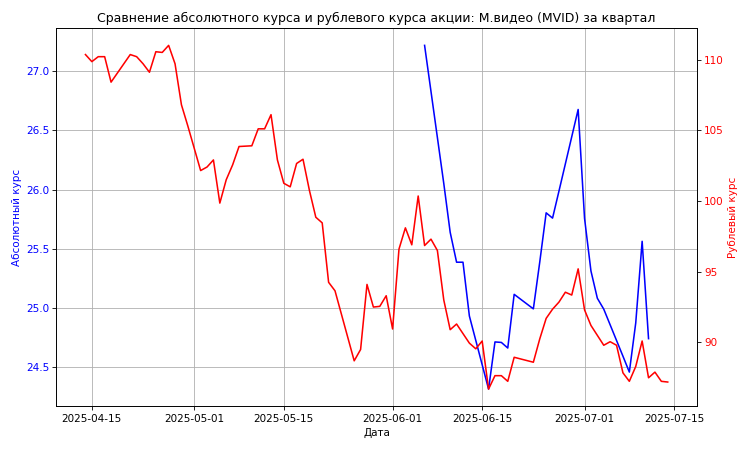 Сравнение абсолютного курса и рублевого курса акции: М.видео (MVID) за квартал
27.0
26.5
26.0
25.5
25.0
24.5
Абсолютный курс
110
105
100
95
90
Рублевый курс
2025-04-15 2025-05-01 2025-05-15 2025-06-01 2025-06-15 2025-07-01 2025-07-15
Дата